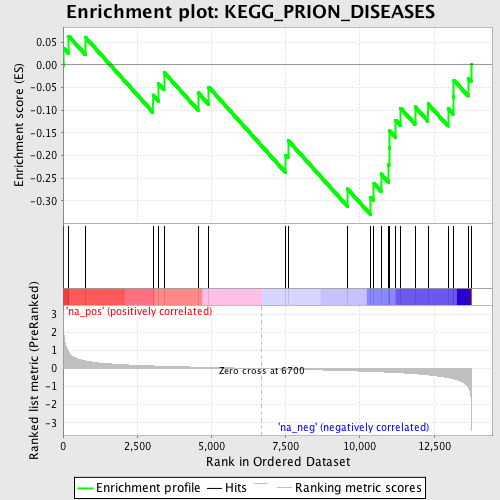 Enrichment plot: KEGG_PRION_DISEASES
Enrichment score (ES)
0.05
0.00
-0.05
-0.10
-0.15
-0.20
-0.25
-0.30
'na_pos' (positively correlated)
Ranked list metric (PreRanked)
3
2
1
0
-1
-2
-3
Zero cross at 6700
'na_neg' (negatively correlated)
0
2,500
5,000
7,500
10,000
12,500
Rank in Ordered Dataset
Enrichment profile
Hits
Ranking metric scores